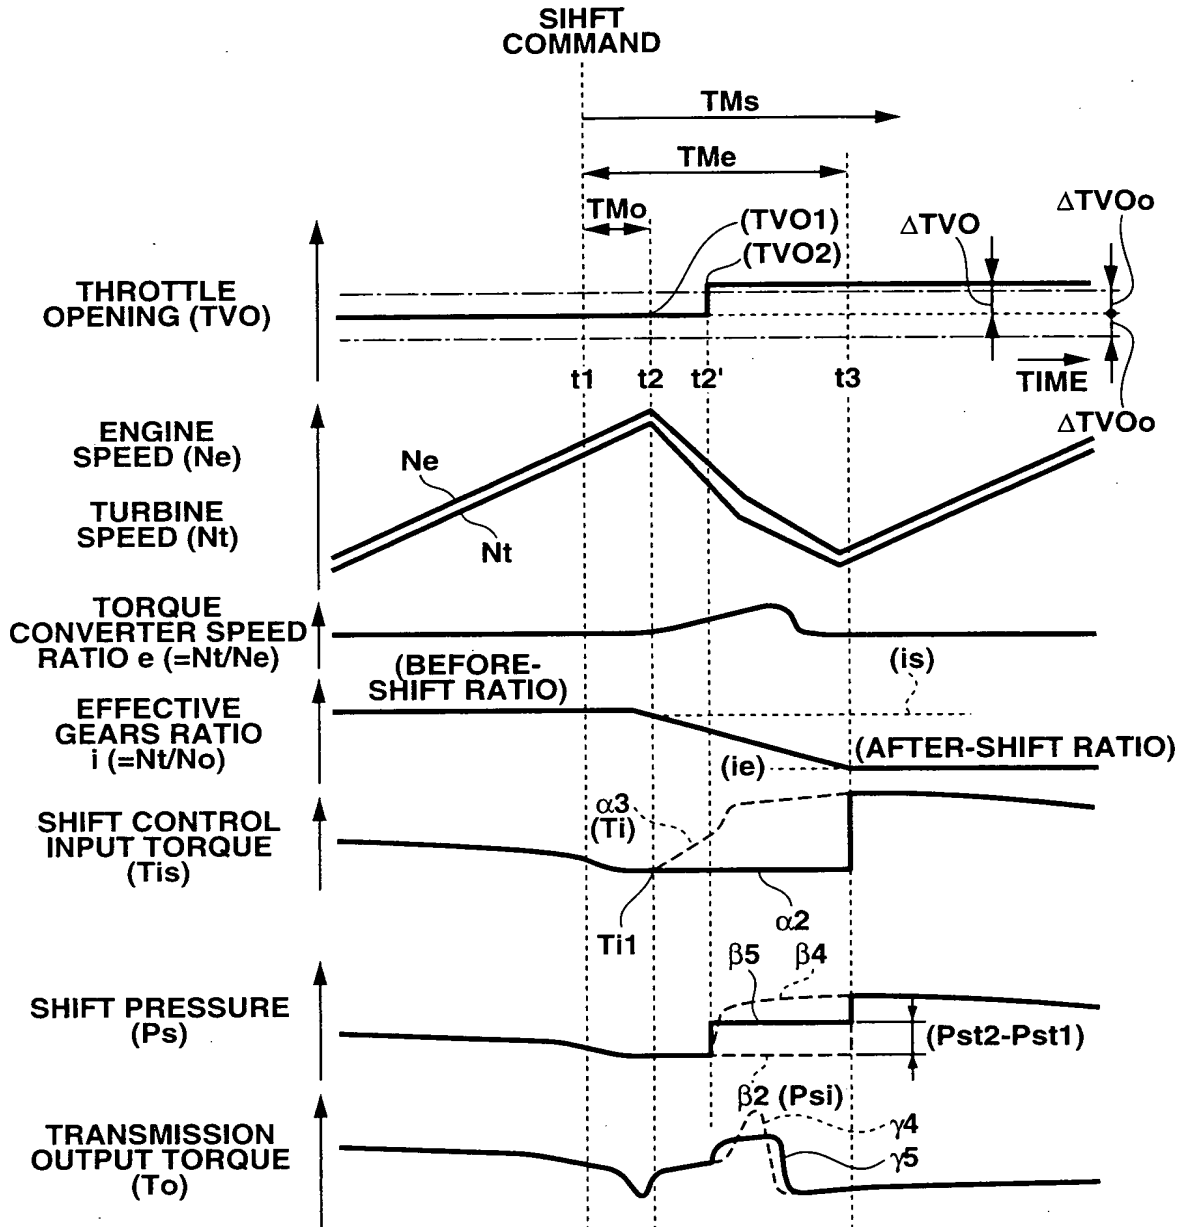 SIHFT
COMMAND
TMs
TMe
TMo
(TVO1)
(TVO2)
ΔTVO
ΔTVOo
THROTTLE
OPENING (TVO)
t1
t2
t2'
t3
TIME
ΔTVOo
ENGINE
SPEED (Ne)
Ne
TURBINE
SPEED (Nt)
Nt
TORQUE
CONVERTER SPEED
RATIO e (=Nt/Ne)
(BEFORE-
SHIFT RATIO)
(is)
EFFECTIVE
GEARS RATIO
i (=Nt/No)
(ie)
(AFTER-SHIFT RATIO)
α3
(Ti)
SHIFT CONTROL
INPUT TORQUE
(Tis)
Ti1
α2
β5
β4
SHIFT PRESSURE
(Ps)
(Pst2-Pst1)
β2 (Psi)
γ4
γ5
TRANSMISSION
OUTPUT TORQUE
(To)